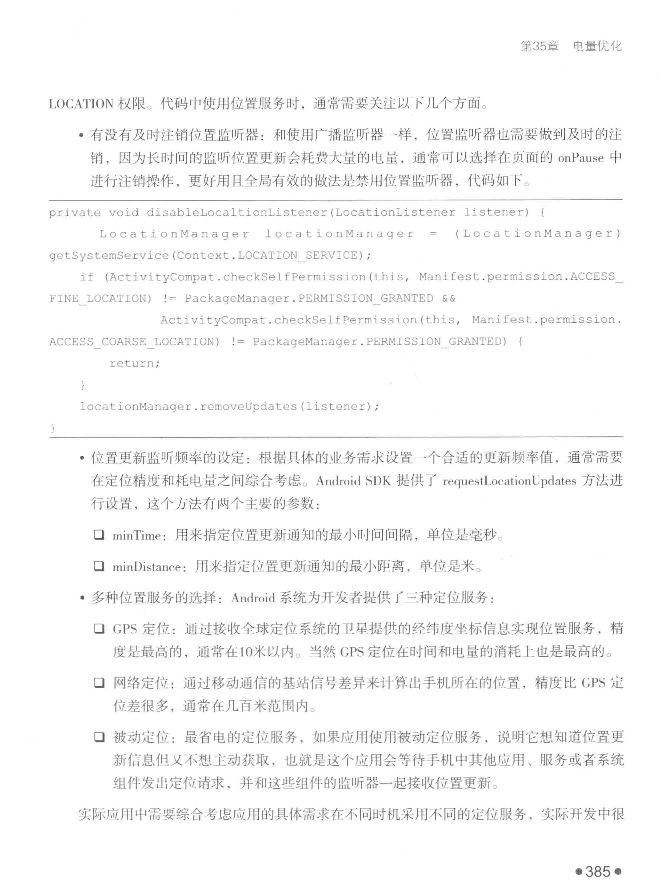 第35章 电量优化
LOCATION 权限。代码中使用位置服务时，通常需要关注以下几个方面。
• 有没有及时注销位置监听器：和使用广播监听器一样，位置监听器也需要做到及时的注
销，因为长时间的监听位置更新会耗费大量的电量，通常可以选择在页面的 onPause 中
进行注销操作，更好用且全局有效的做法是禁用位置监听器，代码如下。
private void disableLocaltionListener(LocationListener listener) {
LocationManager locationManager = (LocationManager)
getSystemService(Context.LOCATION_SERVICE);
if (ActivityCompat.checkSelfPermission(this, Manifest.permission.ACCESS_
FINE_LOCATION) != PackageManager.PERMISSION_GRANTED &&
ActivityCompat.checkSelfPermission(this, Manifest.permission.
ACCESS_COARSE_LOCATION) != PackageManager.PERMISSION_GRANTED) {
return;
}
locationManager.removeUpdates(listener);
}
• 位置更新监听频率的设定：根据具体的业务需求设置一个合适的更新频率值，通常需要
在定位精度和耗电量之间综合考虑。Android SDK 提供了 requestLocationUpdates 方法进
行设置，这个方法有两个主要的参数：
❑ minTime：用来指定位置更新通知的最小时间间隔，单位是毫秒。
❑ minDistance：用来指定位置更新通知的最小距离，单位是米。
• 多种位置服务的选择：Android 系统为开发者提供了三种定位服务：
❑ GPS 定位：通过接收全球定位系统的卫星提供的经纬度坐标信息实现位置服务，精
度是最高的，通常在10米以内。当然 GPS 定位在时间和电量的消耗上也是最高的。
❑ 网络定位：通过移动通信的基站信号差异来计算出手机所在的位置，精度比 GPS 定
位差很多，通常在几百米范围内。
❑ 被动定位：最省电的定位服务，如果应用使用被动定位服务，说明它想知道位置更
新信息但又不想主动获取，也就是这个应用会等待手机中其他应用、服务或者系统
组件发出定位请求，并和这些组件的监听器一起接收位置更新。
实际应用中需要综合考虑应用的具体需求在不同时机采用不同的定位服务，实际开发中很
●385●